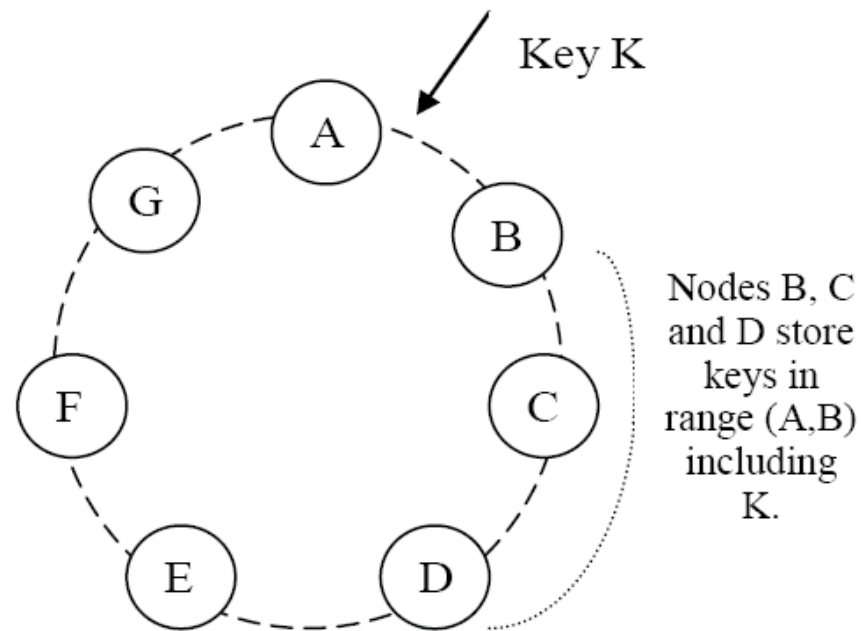 Key K
A
G
B
Nodes B, C
and D store
keys in
range (A,B)
including
K.
F
C
E
D